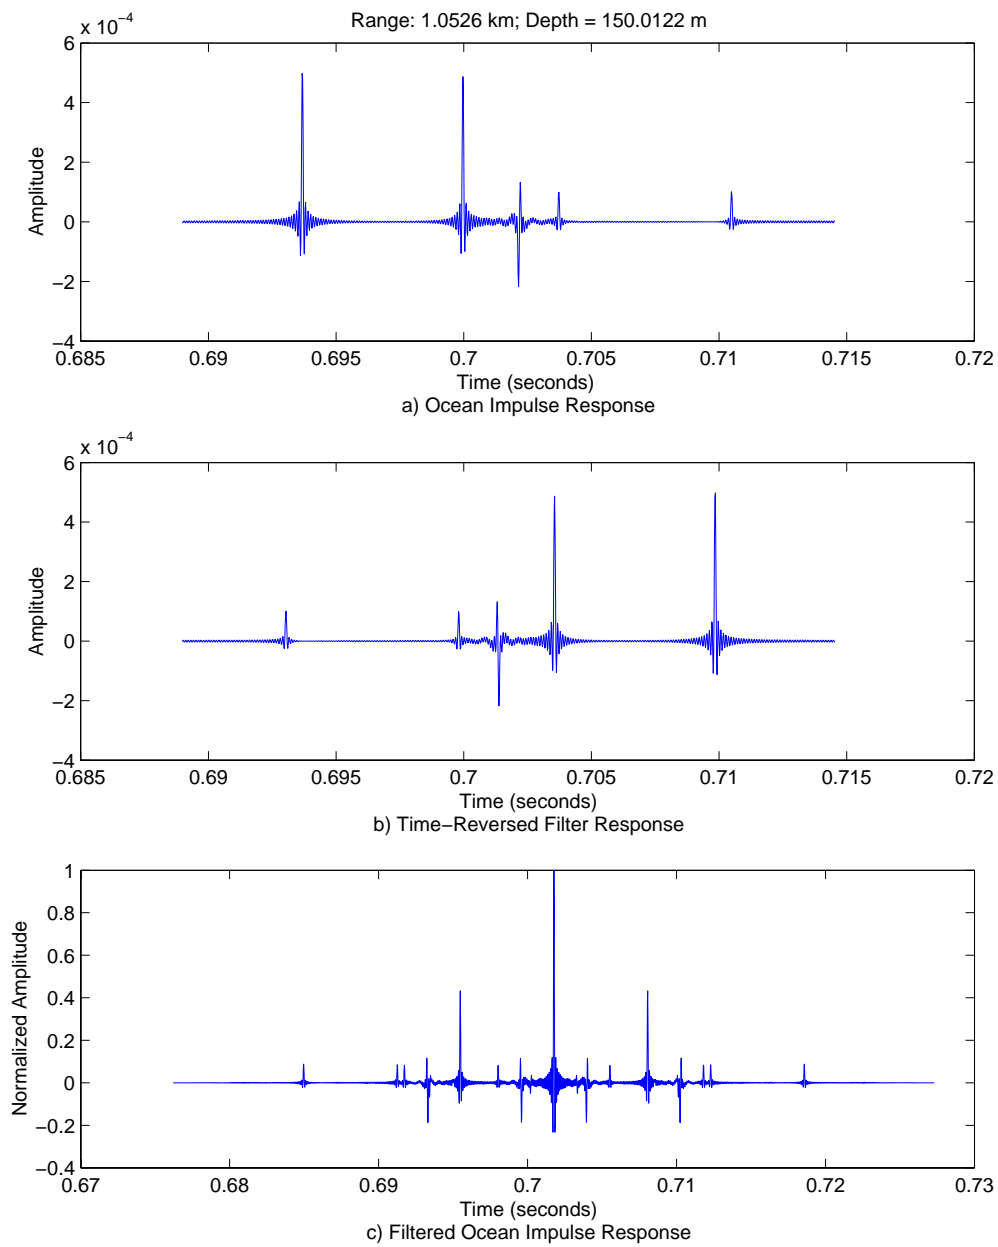 Range: 1.0526 km; Depth = 150.0122 m
x 10⁻⁴
6
4
2
0
−2
−4
Amplitude
0.685 0.69 0.695 0.7 0.705 0.71 0.715 0.72
Time (seconds)
a) Ocean Impulse Response
x 10⁻⁴
6
4
2
0
−2
−4
Amplitude
0.685 0.69 0.695 0.7 0.705 0.71 0.715 0.72
Time (seconds)
b) Time−Reversed Filter Response
1
0.8
0.6
0.4
0.2
0
−0.2
−0.4
Normalized Amplitude
0.67 0.68 0.69 0.7 0.71 0.72 0.73
Time (seconds)
c) Filtered Ocean Impulse Response